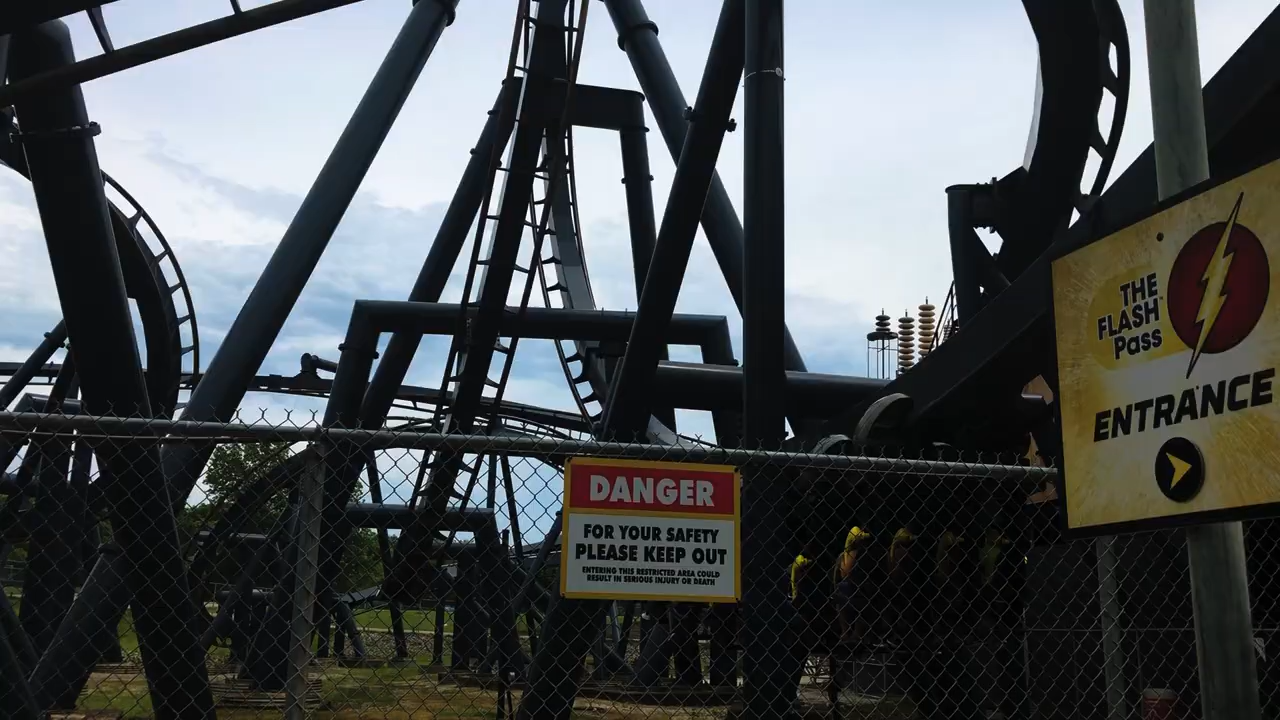 DANGER
FOR YOUR SAFETY
PLEASE KEEP OUT
ENTERING THIS RESTRICTED AREA COULD
RESULT IN SERIOUS INJURY OR DEATH
THE
FLASH
Pass
ENTRANCE